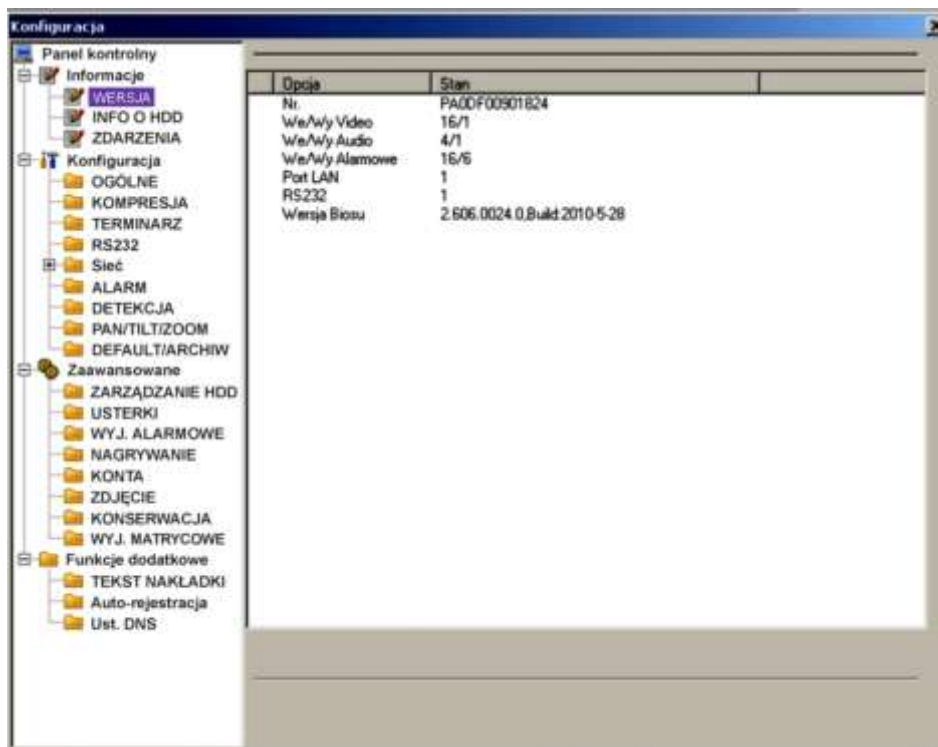 Konfiguracja
Panel kontrolny
Informacje
WERSJA
INFO O HDD
ZDARZENIA
Konfiguracja
OGÓLNE
KOMPRESJA
TERMINARZ
RS232
Sieć
ALARM
DETEKCJA
PAN/TILT/ZOOM
DEFAULT/ARCHIW
Zaawansowane
ZARZĄDZANIE HDD
USTERKI
WYJ. ALARMOWE
NAGRYWANIE
KONTA
ZDJĘCIE
KONSERWACJA
WYJ. MATRYCOWE
Funkcje dodatkowe
TEKST NAKŁADKI
Auto-rejestracja
Ust. DNS
Opcja Stan
Nr. PA0DF00901824
We/Wy Video 16/1
We/Wy Audio 4/1
We/Wy Alarmowe 16/6
Port LAN 1
RS232 1
Wersja Biosu 2.606.0024.0,Build:2010-5-28